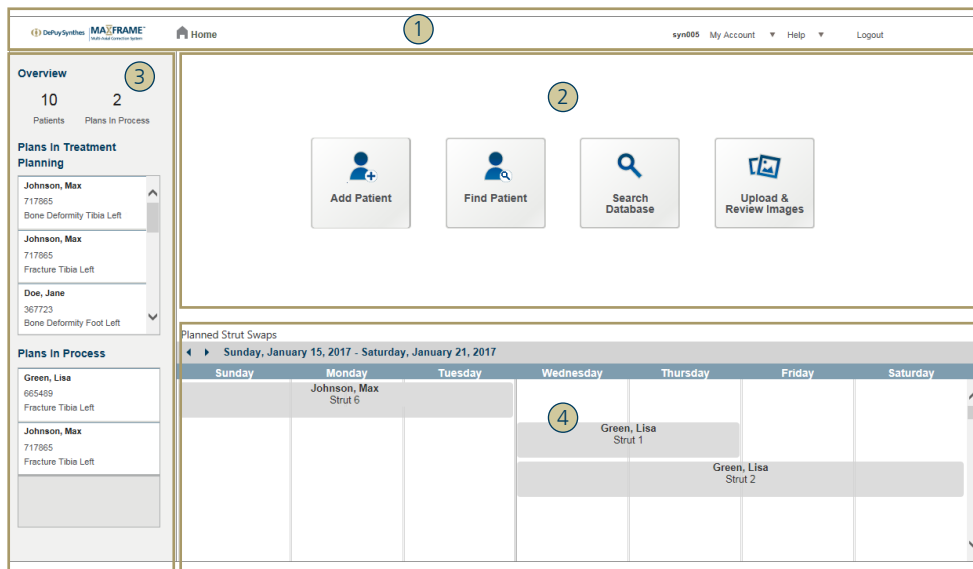 DePuySynthes MAXFRAME™
Multi-Axial Correction System
Home
1
syn005 My Account ▼ Help ▼ Logout
Overview
3
10 2
Patients Plans In Process
Plans In Treatment
Planning
Johnson, Max
717865
Bone Deformity Tibia Left
Johnson, Max
717865
Fracture Tibia Left
Doe, Jane
367723
Bone Deformity Foot Left
Plans In Process
Green, Lisa
665489
Fracture Tibia Left
Johnson, Max
717865
Fracture Tibia Left
2
Add Patient
Find Patient
Search
Database
Upload &
Review Images
Planned Strut Swaps
Sunday, January 15, 2017 - Saturday, January 21, 2017
Sunday Monday Tuesday Wednesday Thursday Friday Saturday
Johnson, Max
Strut 6
4
Green, Lisa
Strut 1
Green, Lisa
Strut 2